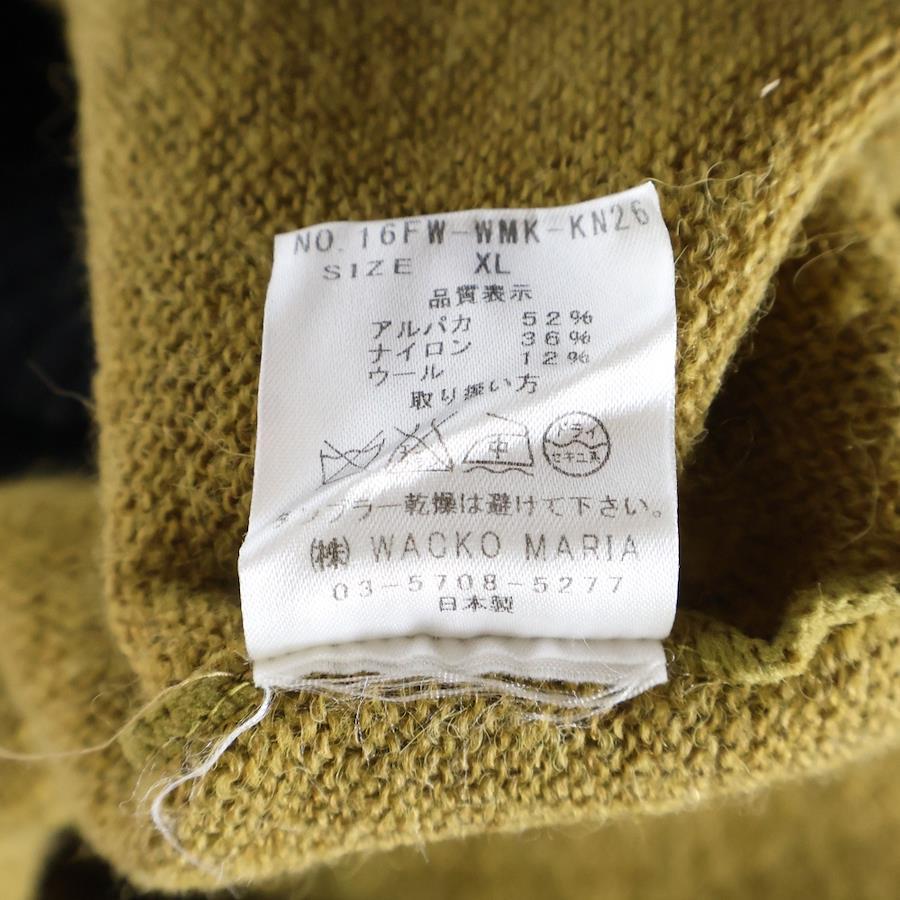 NO. 16FW-WMK-KN26
SIZE XL
品質表示
アルパカ 52%
ナイロン 36%
ウール 12%
取り扱い方
中 ドライ
セキユ系
タンブラー乾燥は避けて下さい。
(株) WACKO MARIA
03-5708-5277
日本製